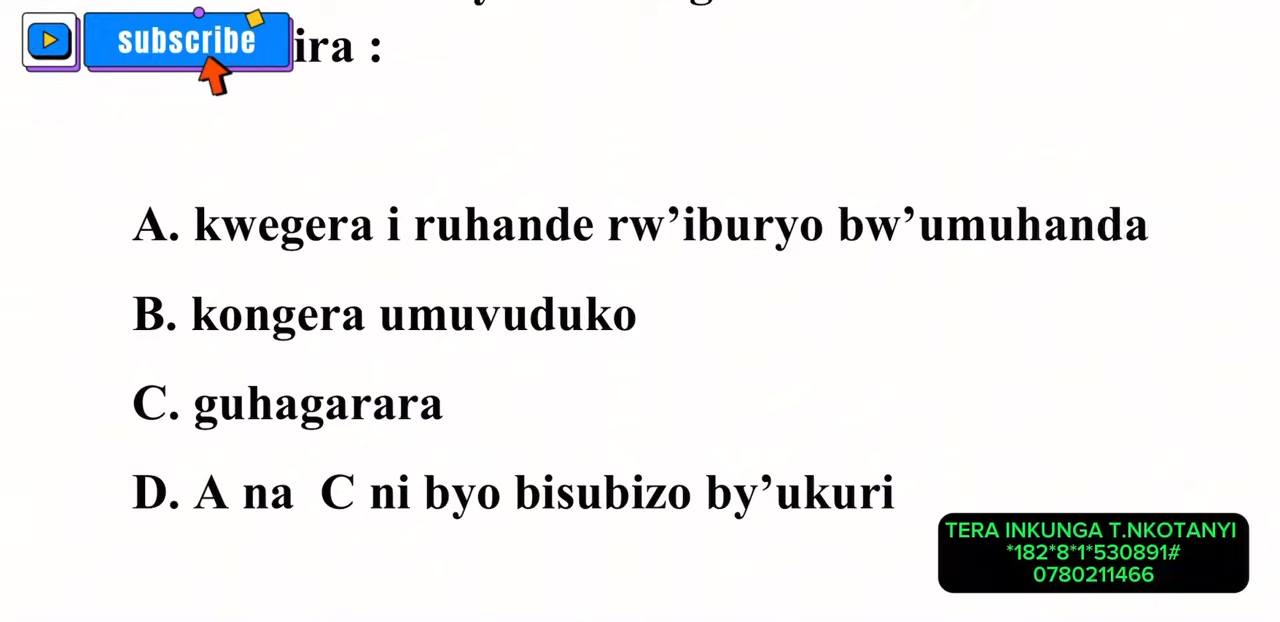 subscribe
ira :
A. kwegera i ruhande rw’iburyo bw’umuhanda
B. kongera umuvuduko
C. guhagarara
D. A na C ni byo bisubizo by’ukuri
TERA INKUNGA T.NKOTANYI
*182*8*1*530891#
0780211466